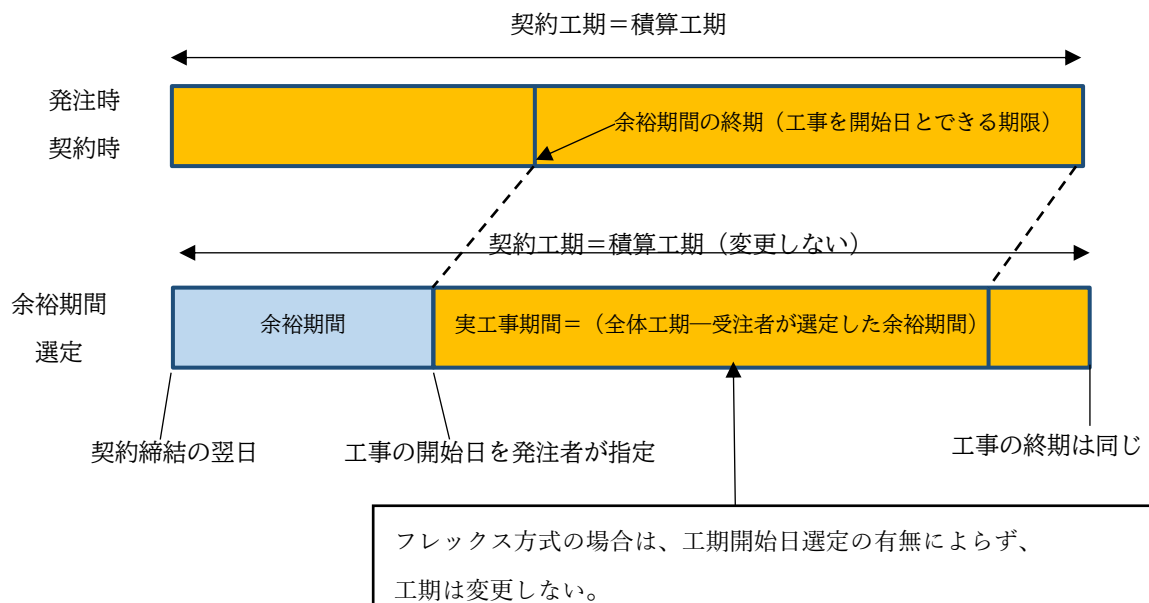 契約工期＝積算工期
発注時
契約時
余裕期間の終期（工事を開始日とできる期限）
契約工期＝積算工期（変更しない）
余裕期間
選定
余裕期間
実工事期間＝（全体工期―受注者が選定した余裕期間）
契約締結の翌日
工事の開始日を発注者が指定
工事の終期は同じ
フレックス方式の場合は、工期開始日選定の有無によらず、
工期は変更しない。